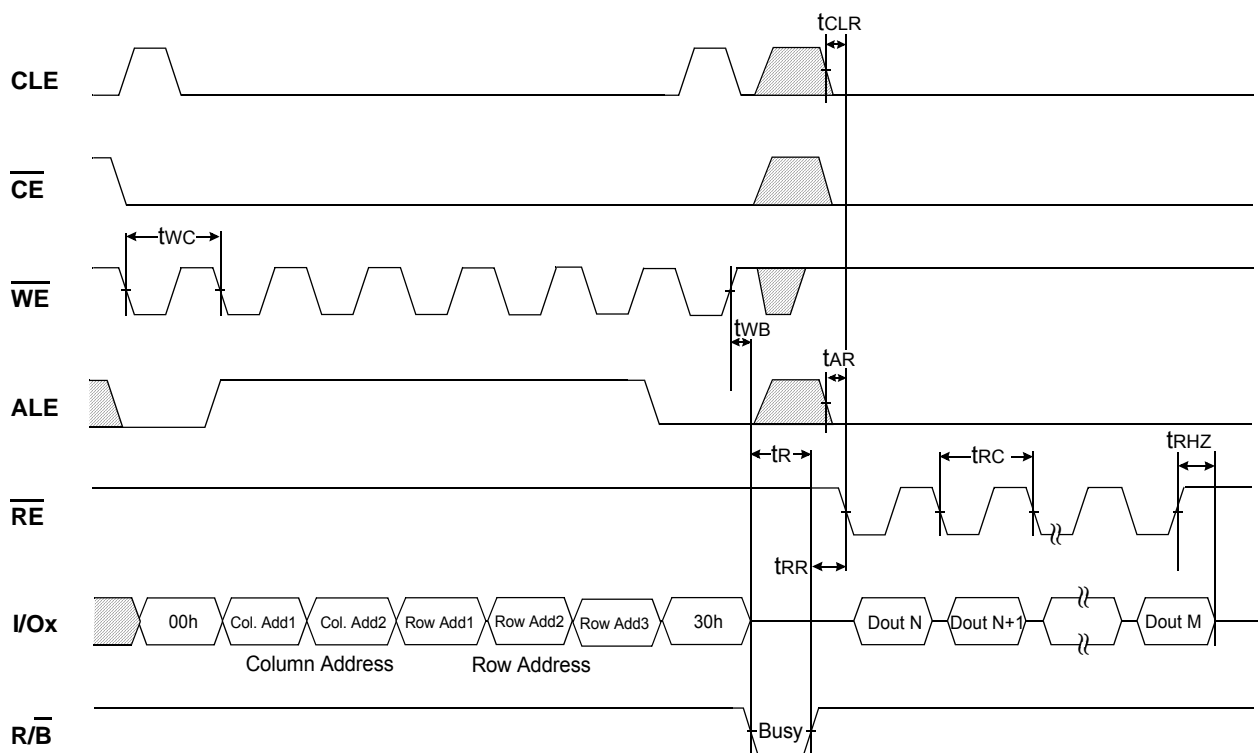 tCLR
CLE
CE
tWC
WE
tWB
tAR
ALE
tR
tRC
tRHZ
RE
tRR
I/Ox
00h
Col. Add1
Col. Add2
Row Add1
Row Add2
Row Add3
30h
Dout N
Dout N+1
Dout M
Column Address
Row Address
R/B
Busy